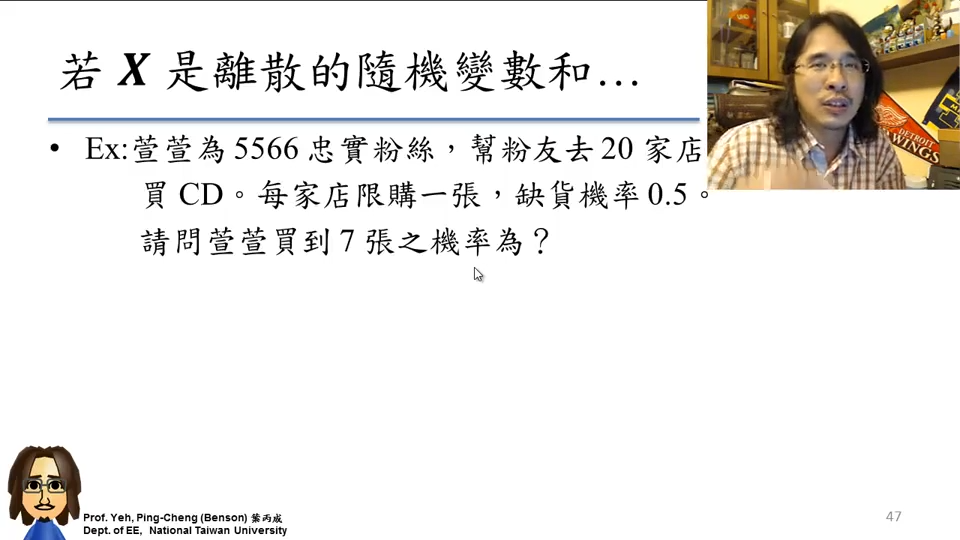 若 X 是離散的隨機變數和…
• Ex:萱萱為 5566 忠實粉絲，幫粉友去 20 家店
買 CD。每家店限購一張，缺货機率 0.5。
請問萱萱買到 7 張之機率為？
DETROIT
WINGS
Prof. Yeh, Ping-Cheng (Benson) 葉丙成
Dept. of EE, National Taiwan University
47